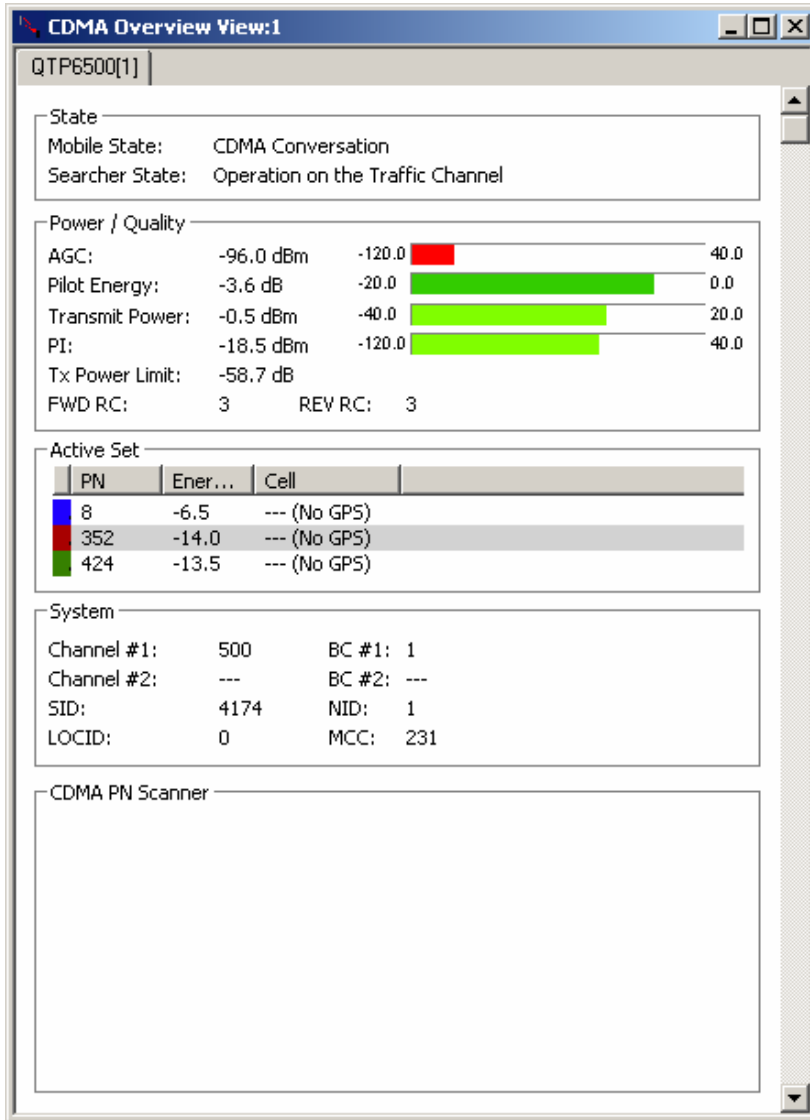 CDMA Overview View:1
QTP6500[1]
State
Mobile State: CDMA Conversation
Searcher State: Operation on the Traffic Channel
Power / Quality
AGC: -96.0 dBm -120.0 40.0
Pilot Energy: -3.6 dB -20.0 0.0
Transmit Power: -0.5 dBm -40.0 20.0
PI: -18.5 dBm -120.0 40.0
Tx Power Limit: -58.7 dB
FWD RC: 3 REV RC: 3
Active Set
PN Ener... Cell
8 -6.5 --- (No GPS)
352 -14.0 --- (No GPS)
424 -13.5 --- (No GPS)
System
Channel #1: 500 BC #1: 1
Channel #2: --- BC #2: ---
SID: 4174 NID: 1
LOCID: 0 MCC: 231
CDMA PN Scanner